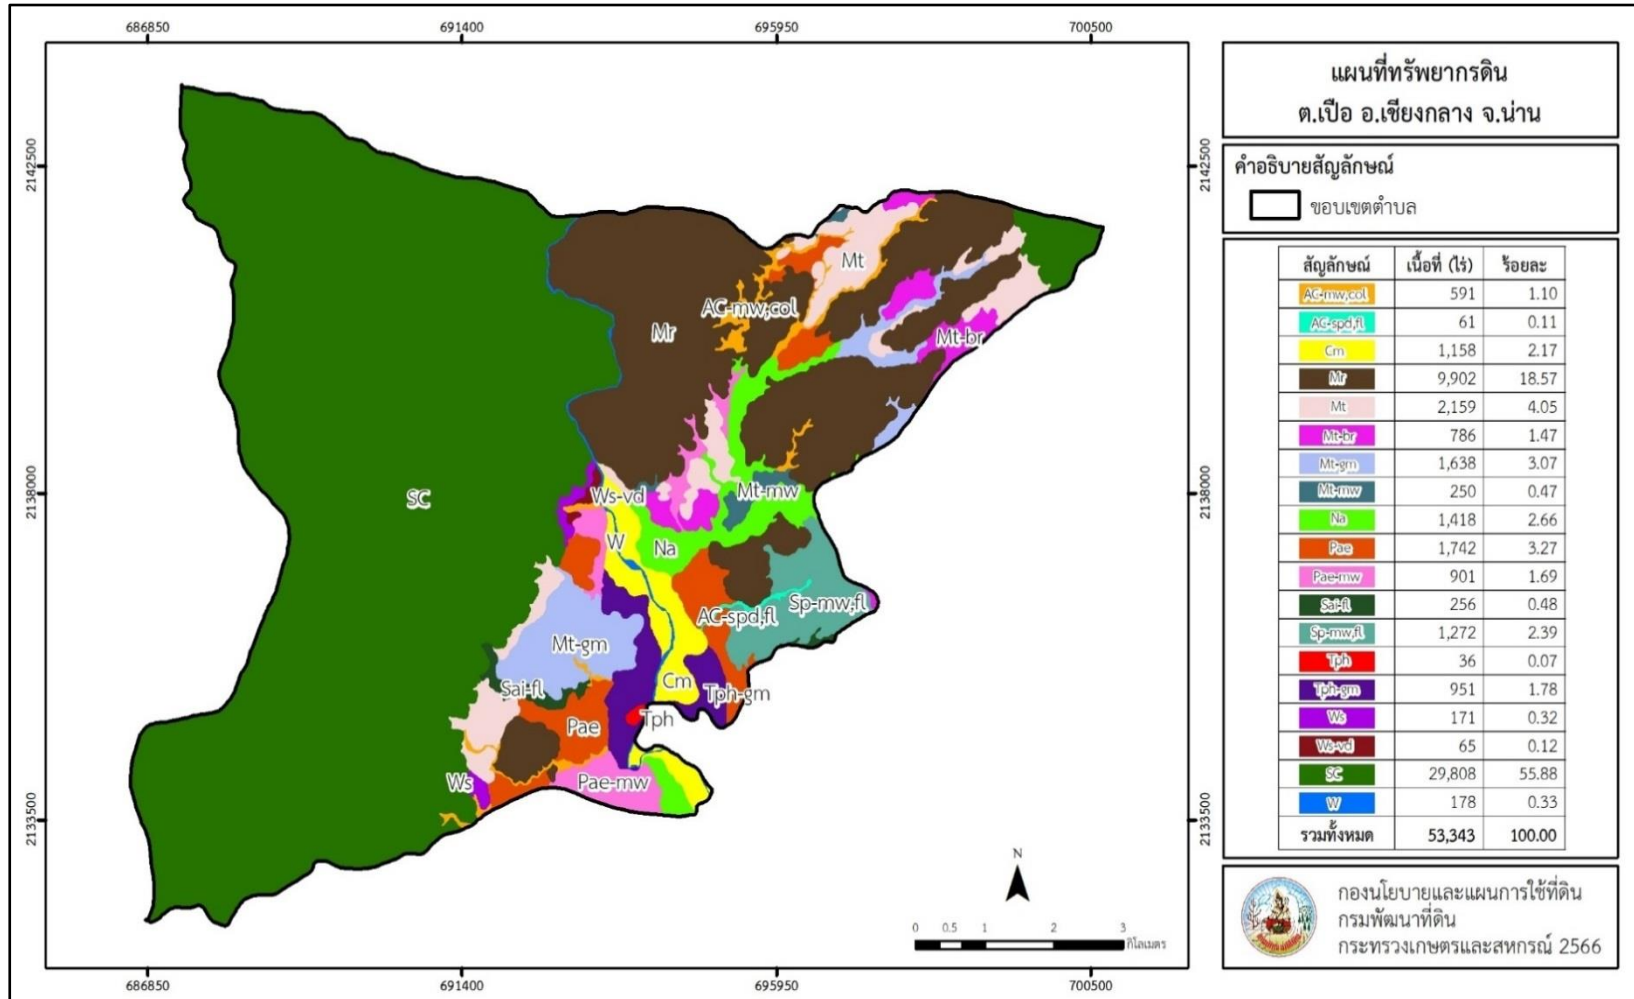 686850 691400 695950 700500
2142500 2142500
2138000 2138000
2133500 2133500
Mt
AC-mw,col
Mr
Mt-br
SC
Ws-vd
Mt-mw
W
Na
Sp-mw,fl
AC-spd,fl
Mt-gm
Cm
Sai-fl
Tph-gm
Tph
Pae
Ws
Pae-mw
N
0 0.5 1 2 3
กิโลเมตร
686850 691400 695950 700500
แผนที่ทรัพยากรดิน
ต.เปือ อ.เชียงกลาง จ.น่าน
คำอธิบายสัญลักษณ์
ขอบเขตตำบล
สัญลักษณ์ เนื้อที่ (ไร่) ร้อยละ
AC-mw,col 591 1.10
AC-spd,fl 61 0.11
Cm 1,158 2.17
Mr 9,902 18.57
Mt 2,159 4.05
Mt-br 786 1.47
Mt-gm 1,638 3.07
Mt-mw 250 0.47
Na 1,418 2.66
Pae 1,742 3.27
Pae-mw 901 1.69
Sai-fl 256 0.48
Sp-mw,fl 1,272 2.39
Tph 36 0.07
Tph-gm 951 1.78
Ws 171 0.32
Ws-vd 65 0.12
SC 29,808 55.88
W 178 0.33
รวมทั้งหมด 53,343 100.00
กองนโยบายและแผนการใช้ที่ดิน
กรมพัฒนาที่ดิน
กระทรวงเกษตรและสหกรณ์ 2566